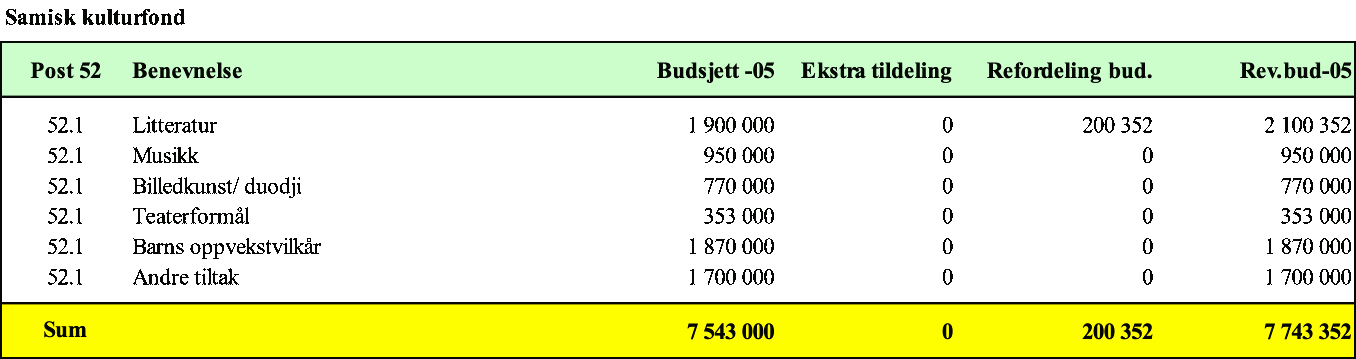 Samisk kulturfond
Post 52 Benevnelse Budsjett -05 Ekstra tildeling Refordeling bud. Rev.bud-05
52.1 Litteratur 1 900 000 0 200 352 2 100 352
52.1 Musikk 950 000 0 0 950 000
52.1 Billedkunst/ duodji 770 000 0 0 770 000
52.1 Teaterformål 353 000 0 0 353 000
52.1 Barns oppvekstvilkår 1 870 000 0 0 1 870 000
52.1 Andre tiltak 1 700 000 0 0 1 700 000
Sum 7 543 000 0 200 352 7 743 352